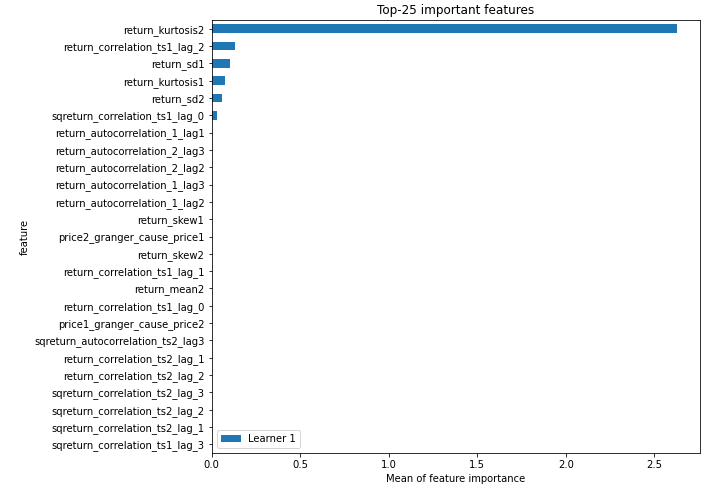 Top-25 important features
return_kurtosis2
return_correlation_ts1_lag_2
return_sd1
return_kurtosis1
return_sd2
sqreturn_correlation_ts1_lag_0
return_autocorrelation_1_lag1
return_autocorrelation_2_lag3
return_autocorrelation_2_lag2
return_autocorrelation_1_lag3
return_autocorrelation_1_lag2
return_skew1
price2_granger_cause_price1
return_skew2
return_correlation_ts1_lag_1
return_mean2
return_correlation_ts1_lag_0
price1_granger_cause_price2
sqreturn_autocorrelation_ts2_lag3
return_correlation_ts2_lag_1
return_correlation_ts2_lag_2
sqreturn_correlation_ts2_lag_3
sqreturn_correlation_ts2_lag_2
sqreturn_correlation_ts2_lag_1
sqreturn_correlation_ts1_lag_3
feature
Learner 1
0.0 0.5 1.0 1.5 2.0 2.5
Mean of feature importance